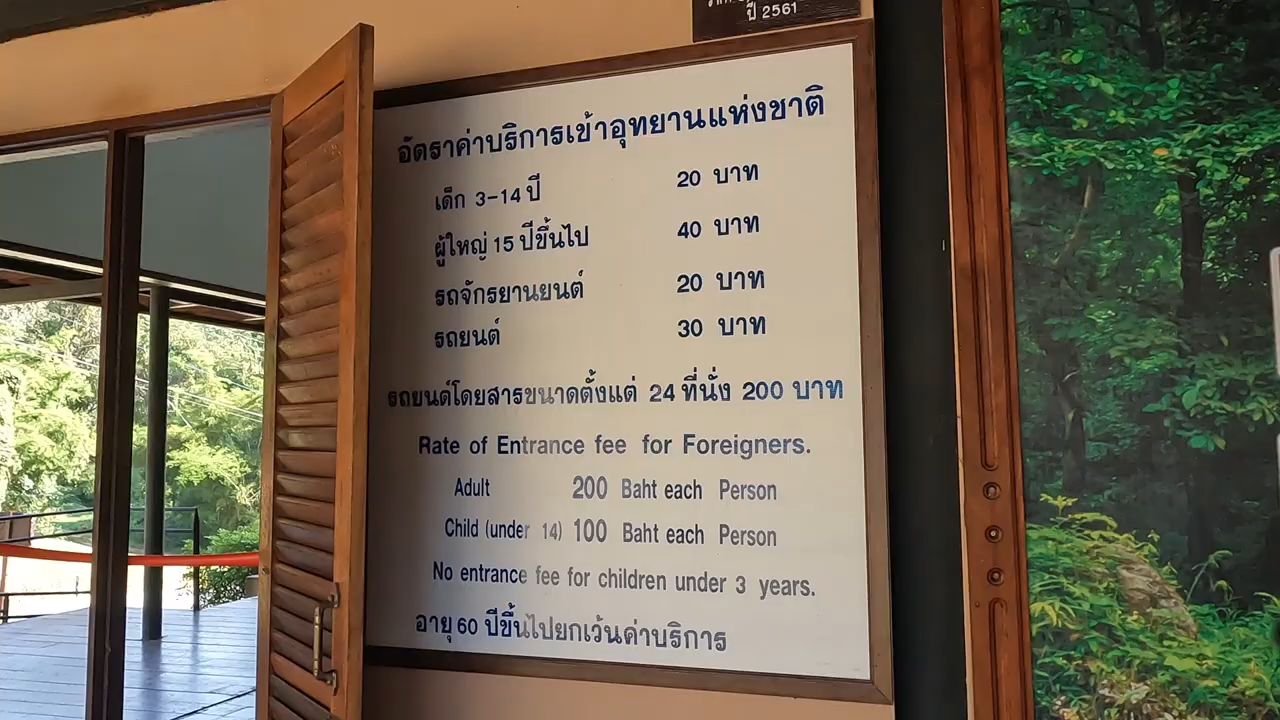 ปี 2561
อัตราค่าบริการเข้าอุทยานแห่งชาติ
เด็ก 3-14 ปี 20 บาท
ผู้ใหญ่ 15 ปีขึ้นไป 40 บาท
รถจักรยานยนต์ 20 บาท
รถยนต์ 30 บาท
รถยนต์โดยสารขนาดตั้งแต่ 24 ที่นั่ง 200 บาท
Rate of Entrance fee for Foreigners.
Adult 200 Baht each Person
Child (under 14) 100 Baht each Person
No entrance fee for children under 3 years.
อายุ 60 ปีขึ้นไปยกเว้นค่าบริการ